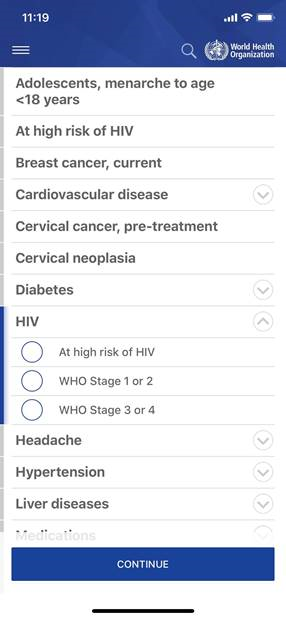 11:19
World Health
Organization
Adolescents, menarche to age
<18 years
At high risk of HIV
Breast cancer, current
Cardiovascular disease
Cervical cancer, pre-treatment
Cervical neoplasia
Diabetes
HIV
At high risk of HIV
WHO Stage 1 or 2
WHO Stage 3 or 4
Headache
Hypertension
Liver diseases
Medications
CONTINUE